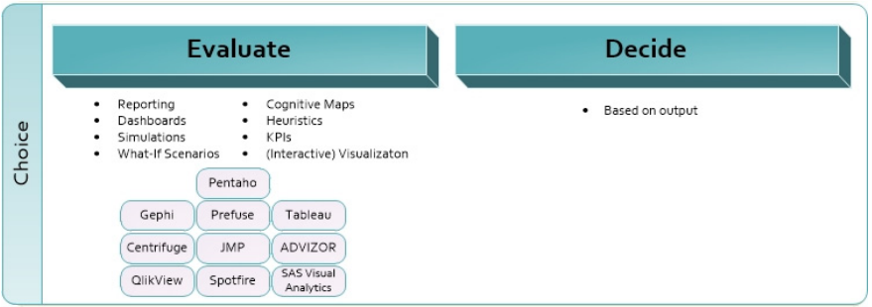 Choice
Evaluate
Decide
• Reporting
• Dashboards
• Simulations
• What-If Scenarios
• Cognitive Maps
• Heuristics
• KPIs
• (Interactive) Visualizaton
• Based on output
Pentaho
Gephi
Prefuse
Tableau
Centrifuge
JMP
ADVIZOR
QlikView
Spotfire
SAS Visual
Analytics